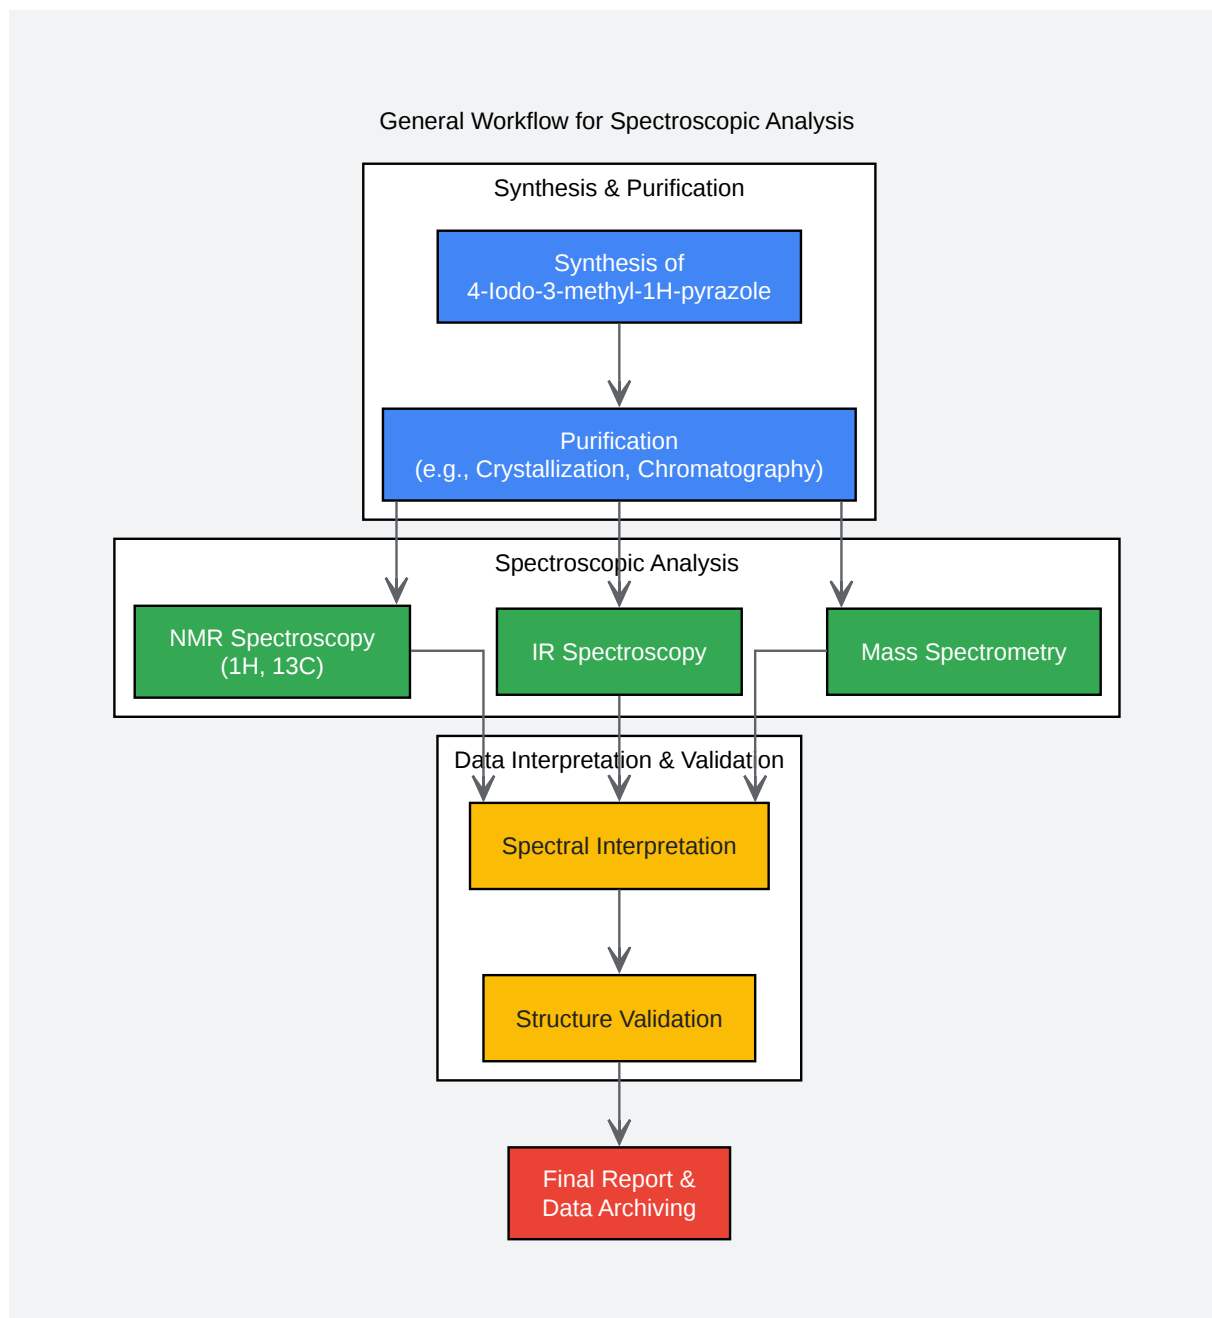 General Workflow for Spectroscopic Analysis
Synthesis & Purification
Synthesis of
4-Iodo-3-methyl-1H-pyrazole
Purification
(e.g., Crystallization, Chromatography)
Spectroscopic Analysis
NMR Spectroscopy
(1H, 13C)
IR Spectroscopy
Mass Spectrometry
Data Interpretation & Validation
Spectral Interpretation
Structure Validation
Final Report &
Data Archiving